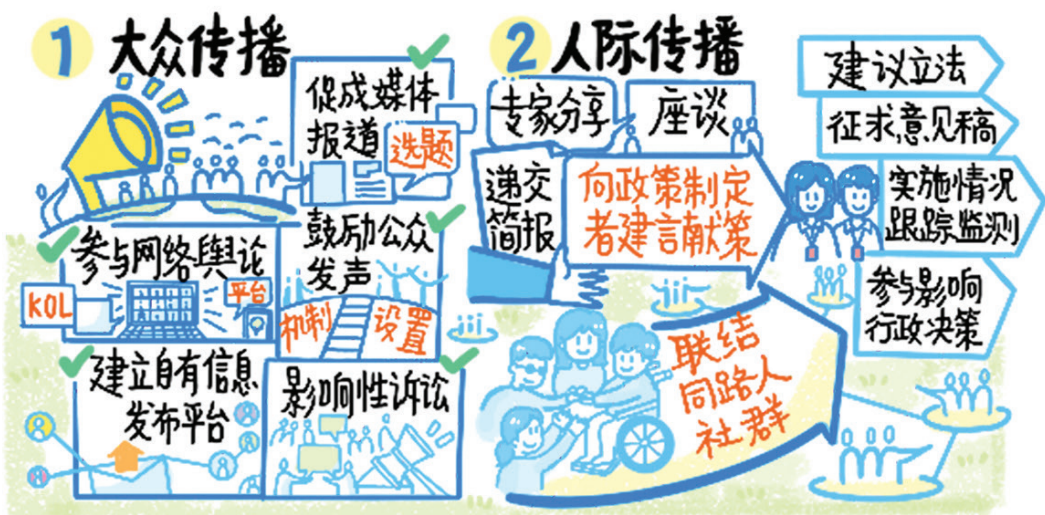 1 大众传播
促成媒体
报道
选题
参与网络舆论
KOL
平台
鼓励公众
发声
机制 设置
建立自有信息
发布平台
影响性诉讼
2 人际传播
专家分享
座谈
递交
简报
向政策制定
者建言献策
联结
同路人
社群
建议立法
征求意见稿
实施情况
跟踪监测
参与影响
行政决策